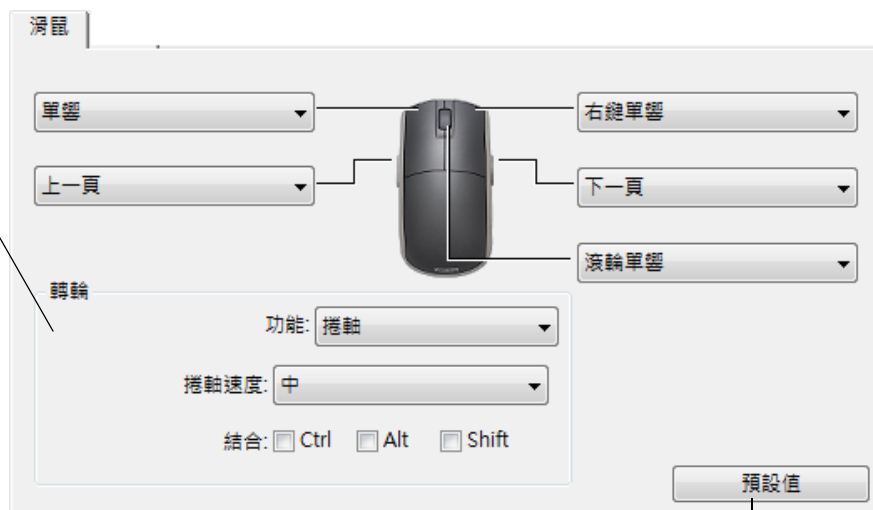 滑鼠
單響
右鍵單響
上一頁
下一頁
滾輪單響
轉輪
功能: 捲軸
捲軸速度: 中
結合: Ctrl Alt Shift
預設值